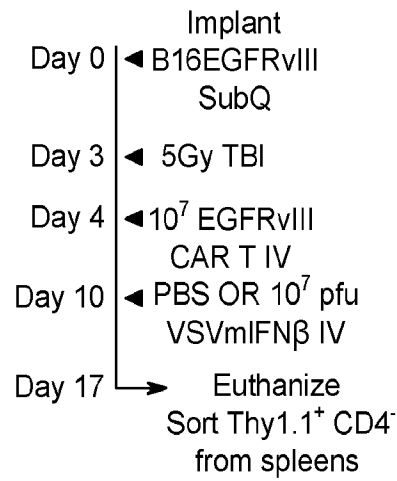 Implant
Day 0 B16EGFRvIII
SubQ
Day 3 5Gy TBI
Day 4 10⁷ EGFRvIII
CAR T IV
Day 10 PBS OR 10⁷ pfu
VSVmIFNβ IV
Day 17 Euthanize
Sort Thy1.1⁺ CD4⁻
from spleens